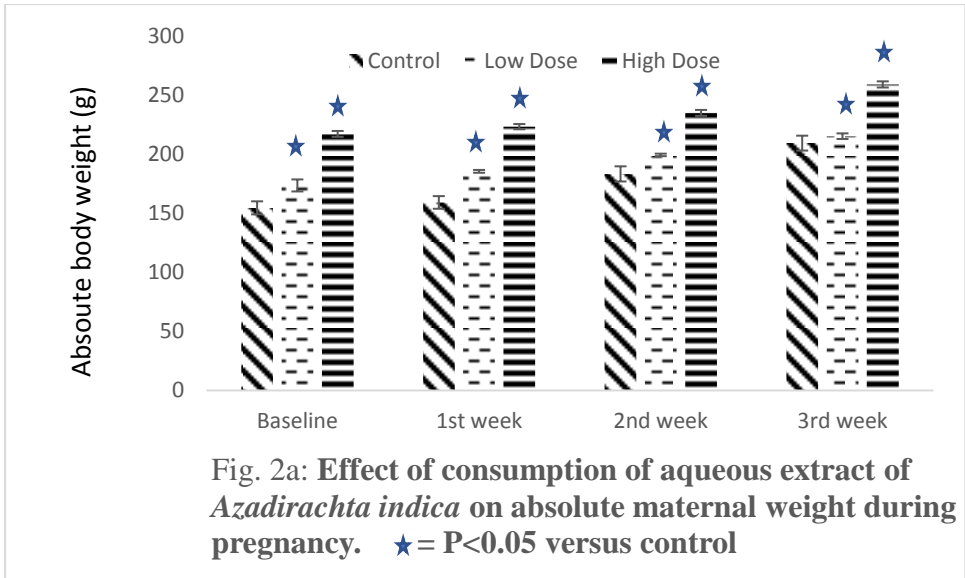 300
250
200
150
100
50
0
Absoute body weight (g)
Control Low Dose High Dose
Baseline 1st week 2nd week 3rd week
Fig. 2a: Effect of consumption of aqueous extract of
Azadirachta indica on absolute maternal weight during
pregnancy. ★= P<0.05 versus control